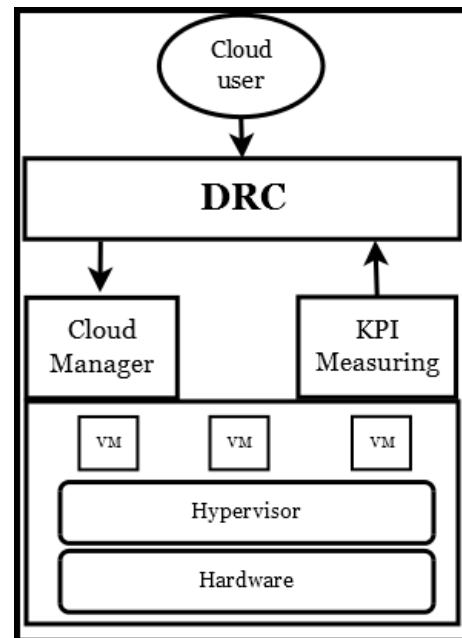 Cloud
user
DRC
Cloud
Manager
KPI
Measuring
VM
VM
VM
Hypervisor
Hardware